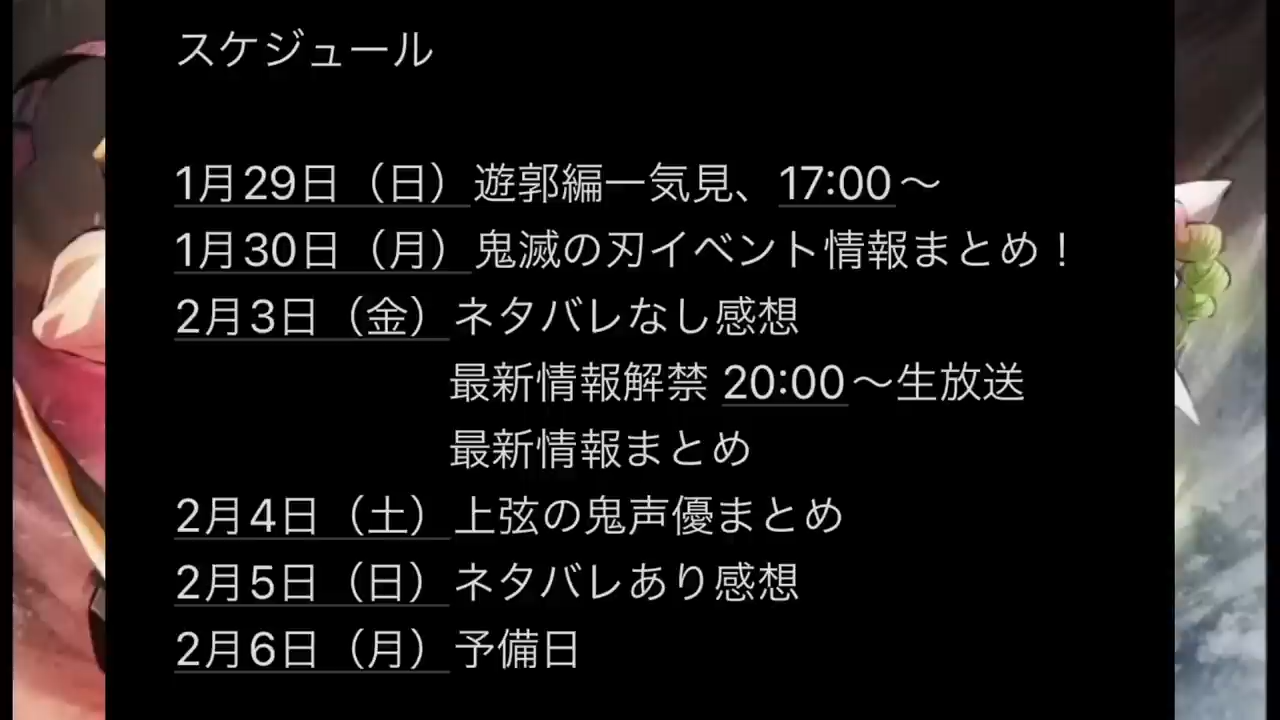 スケジュール
1月29日（日）遊郭編一気見、17:00～
1月30日（月）鬼滅の刃イベント情報まとめ！
2月3日（金）ネタバレなし感想
最新情報解禁 20:00～生放送
最新情報まとめ
2月4日（土）上弦の鬼声優まとめ
2月5日（日）ネタバレあり感想
2月6日（月）予備日